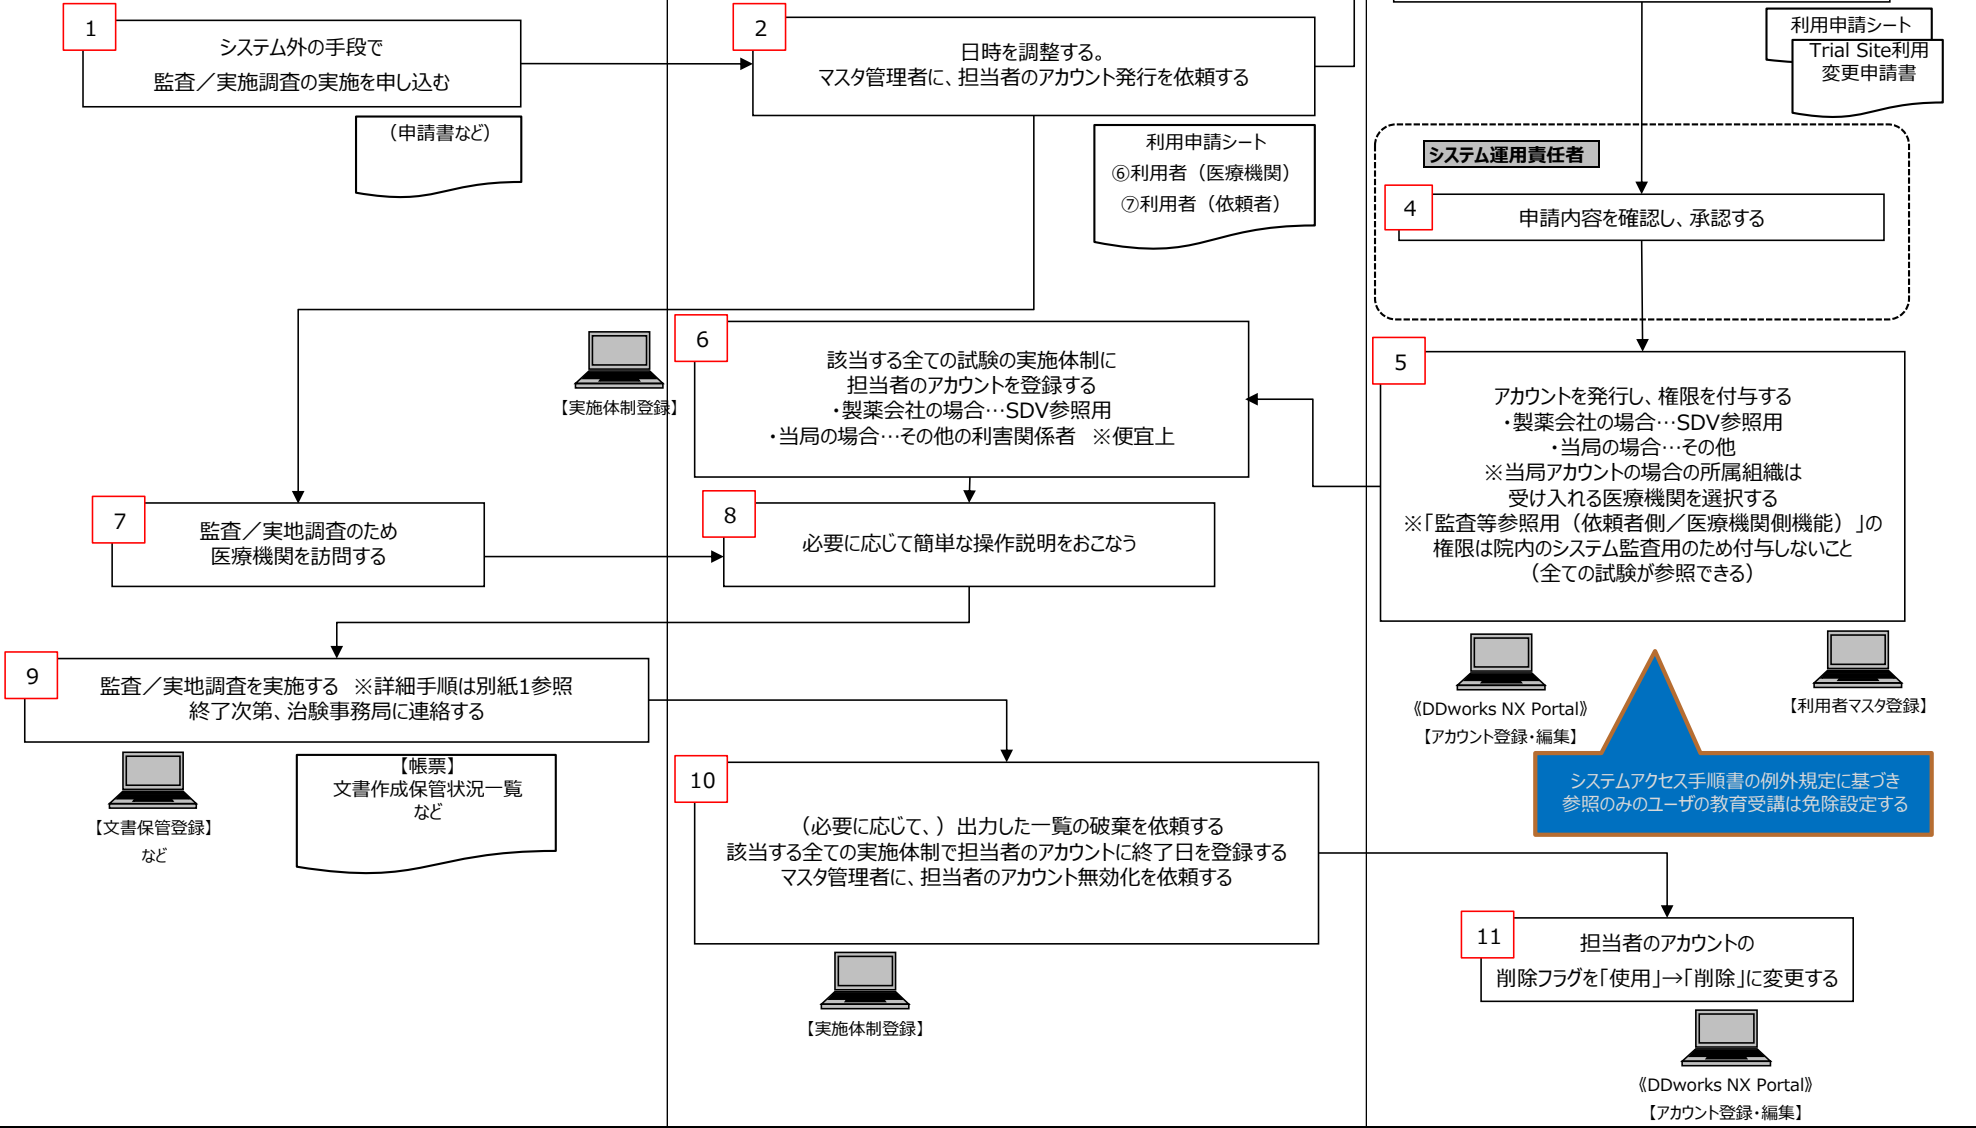 1
システム外の手段で
監査／実施調査の実施を申し込む
（申請書など）
2
日時を調整する。
マスタ管理者に、担当者のアカウント発行を依頼する
利用申請シート
⑥利用者（医療機関）
⑦利用者（依頼者）
利用申請シート
Trial Site利用
変更申請書
システム運用責任者
4
申請内容を確認し、承認する
5
アカウントを発行し、権限を付与する
・製薬会社の場合…SDV参照用
・当局の場合…その他
※当局アカウントの場合の所属組織は
受け入れる医療機関を選択する
※「監査等参照用（依頼者側／医療機関側機能）」の
権限は院内のシステム監査用のため付与しないこと
（全ての試験が参照できる）
《DDworks NX Portal》
【アカウント登録・編集】
【利用者マスタ登録】
システムアクセス手順書の例外規定に基づき
参照のみのユーザの教育受講は免除設定する
6
該当する全ての試験の実施体制に
担当者のアカウントを登録する
・製薬会社の場合…SDV参照用
・当局の場合…その他の利害関係者　※便宜上
【実施体制登録】
7
監査／実地調査のため
医療機関を訪問する
8
必要に応じて簡単な操作説明をおこなう
9
監査／実地調査を実施する　※詳細手順は別紙1参照
終了次第、治験事務局に連絡する
【文書保管登録】
など
【帳票】
文書作成保管状況一覧
など
10
（必要に応じて、）出力した一覧の破棄を依頼する
該当する全ての実施体制で担当者のアカウントに終了日を登録する
マスタ管理者に、担当者のアカウント無効化を依頼する
【実施体制登録】
11
担当者のアカウントの
削除フラグを「使用」→「削除」に変更する
《DDworks NX Portal》
【アカウント登録・編集】